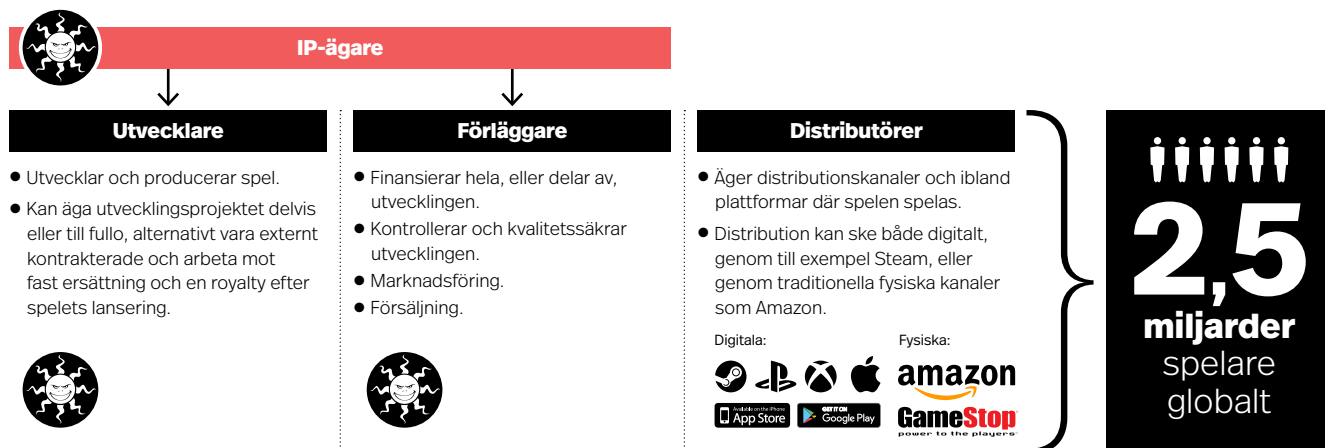 IP-ägare
Utvecklare
• Utvecklar och producerar spel.
• Kan äga utvecklingsprojektet delvis
eller till fullo, alternativt vara externt
kontrakterade och arbeta mot
fast ersättning och en royalty efter
spelets lansering.
Förläggare
• Finansierar hela, eller delar av,
utvecklingen.
• Kontrollerar och kvalitetssäkrar
utvecklingen.
• Marknadsföring.
• Försäljning.
Distributörer
• Äger distributionskanaler och ibland
plattformar där spelen spelas.
• Distribution kan ske både digitalt,
genom till exempel Steam, eller
genom traditionella fysiska kanaler
som Amazon.
Digitala:
Available on the iPhone
App Store
GET IT ON
Google Play
Fysiska:
amazon
GameStop
power to the players
2,5
miljarder
spelare
globalt